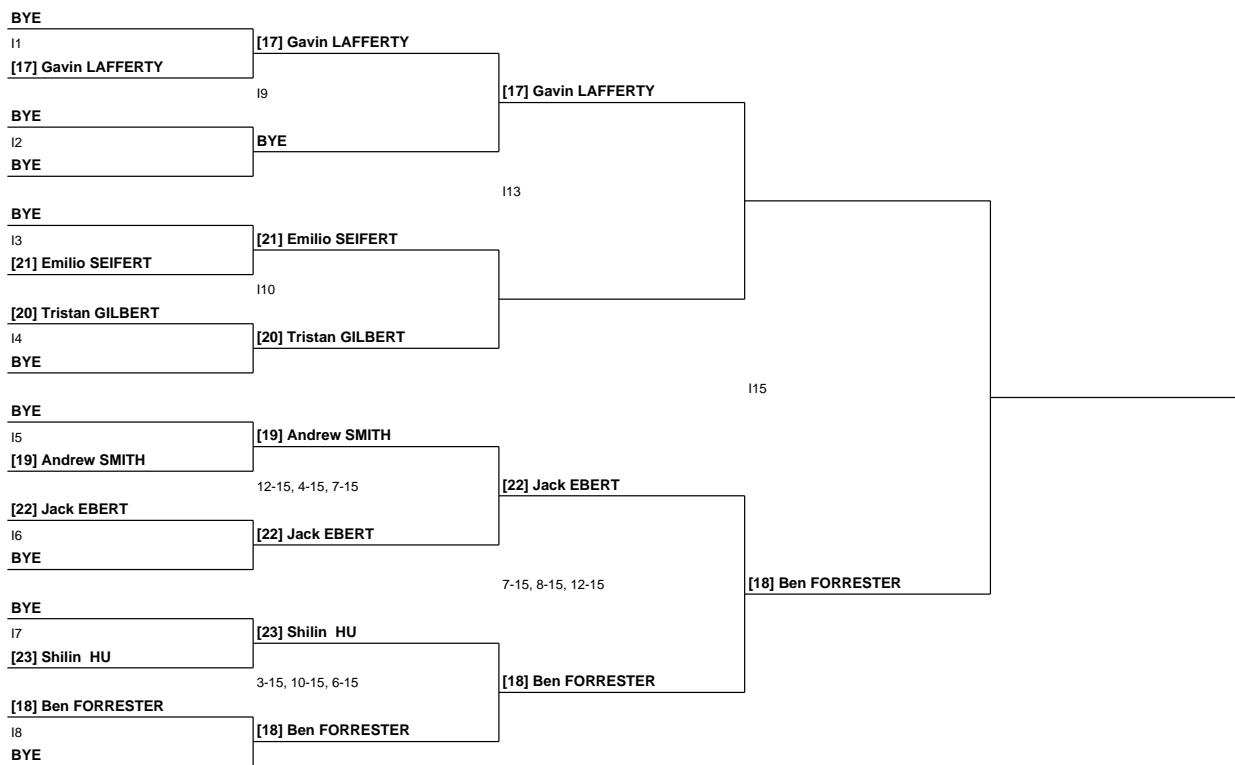 BYE
I1
[17] Gavin LAFFERTY
[17] Gavin LAFFERTY
I9
[17] Gavin LAFFERTY
BYE
I2
BYE
BYE
I13
BYE
I3
[21] Emilio SEIFERT
[21] Emilio SEIFERT
I10
[20] Tristan GILBERT
I4
[20] Tristan GILBERT
BYE
I15
BYE
I5
[19] Andrew SMITH
[19] Andrew SMITH
12-15, 4-15, 7-15
[22] Jack EBERT
[22] Jack EBERT
I6
[22] Jack EBERT
BYE
7-15, 8-15, 12-15
[18] Ben FORRESTER
BYE
I7
[23] Shilin  HU
[23] Shilin  HU
3-15, 10-15, 6-15
[18] Ben FORRESTER
[18] Ben FORRESTER
I8
[18] Ben FORRESTER
BYE